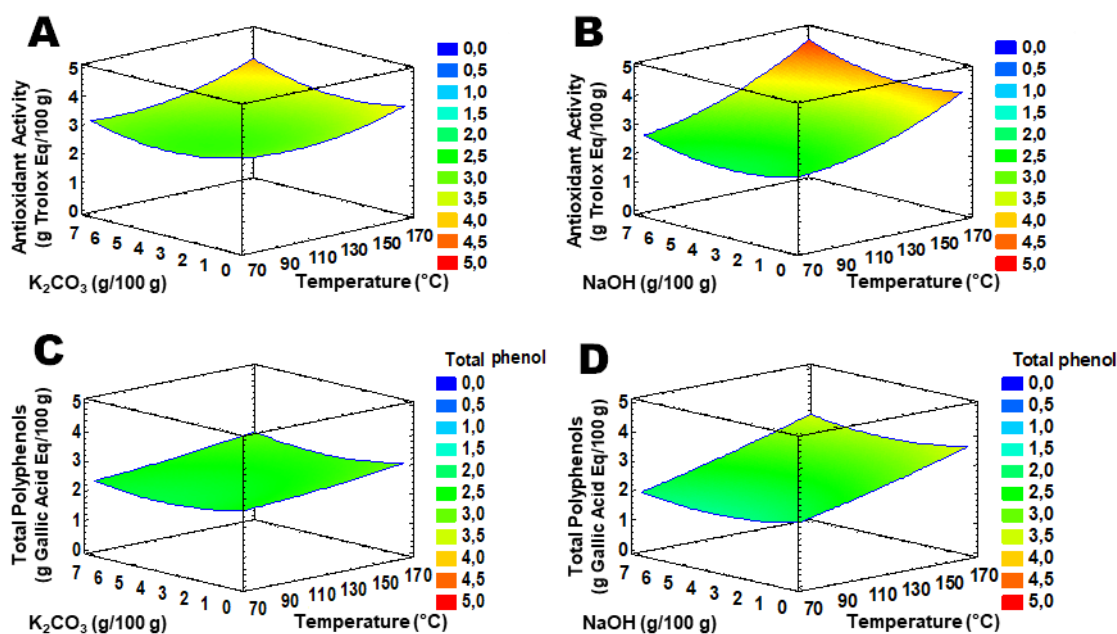 A
Antioxidant Activity
(g Trolox Eq/100 g)
5
4
3
2
1
0
7 6 5 4 3 2 1 0
K₂CO₃ (g/100 g)
70 90 110 130 150 170
Temperature (°C)
0,0
0,5
1,0
1,5
2,0
2,5
3,0
3,5
4,0
4,5
5,0
B
Antioxidant Activity
(g Trolox Eq/100 g)
5
4
3
2
1
0
7 6 5 4 3 2 1 0
NaOH (g/100 g)
70 90 110 130 150 170
Temperature (°C)
0,0
0,5
1,0
1,5
2,0
2,5
3,0
3,5
4,0
4,5
5,0
C
Total Polyphenols
(g Gallic Acid Eq/100 g)
5
4
3
2
1
0
7 6 5 4 3 2 1 0
K₂CO₃ (g/100 g)
70 90 110 130 150 170
Temperature (°C)
Total phenol
0,0
0,5
1,0
1,5
2,0
2,5
3,0
3,5
4,0
4,5
5,0
D
Total Polyphenols
(g Gallic Acid Eq/100 g)
5
4
3
2
1
0
7 6 5 4 3 2 1 0
NaOH (g/100 g)
70 90 110 130 150 170
Temperature (°C)
Total phenol
0,0
0,5
1,0
1,5
2,0
2,5
3,0
3,5
4,0
4,5
5,0